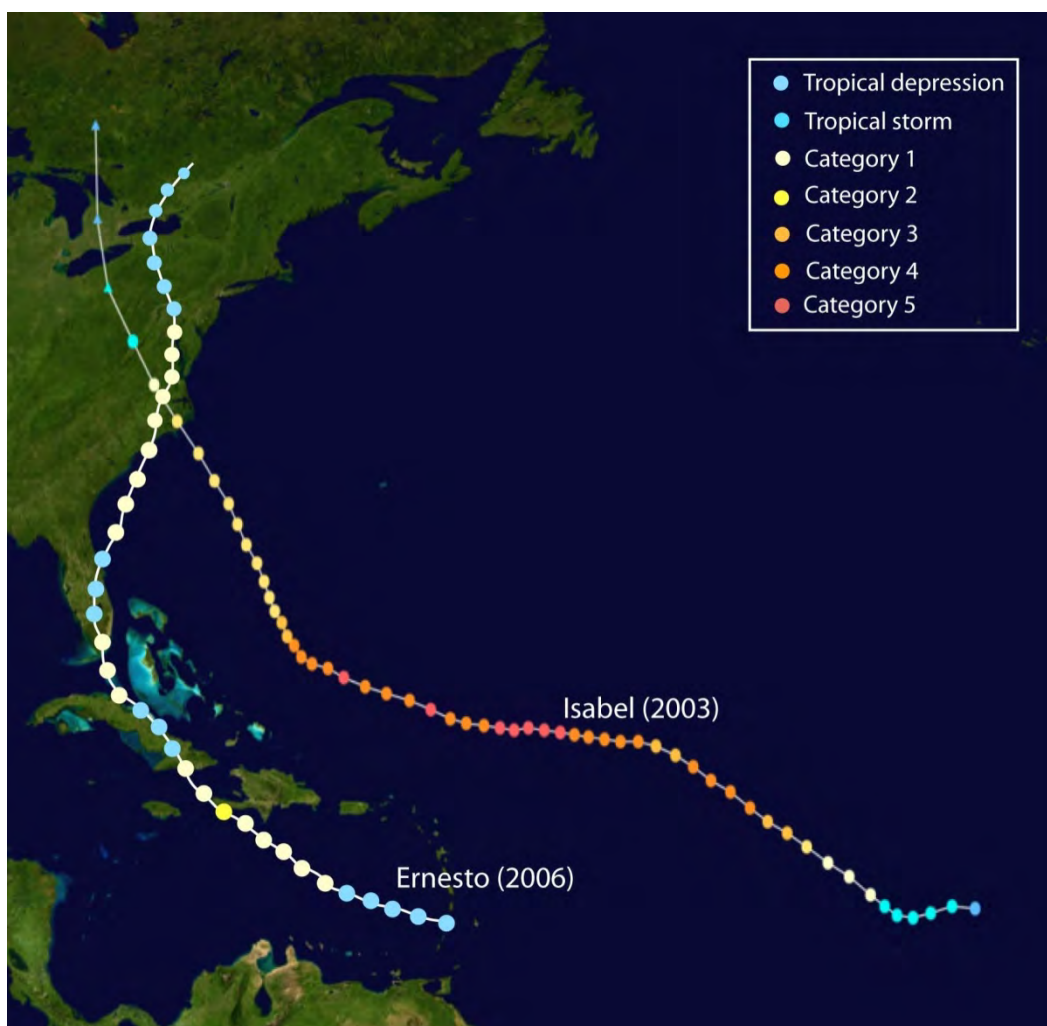 Tropical depression
Tropical storm
Category 1
Category 2
Category 3
Category 4
Category 5
Isabel (2003)
Ernesto (2006)